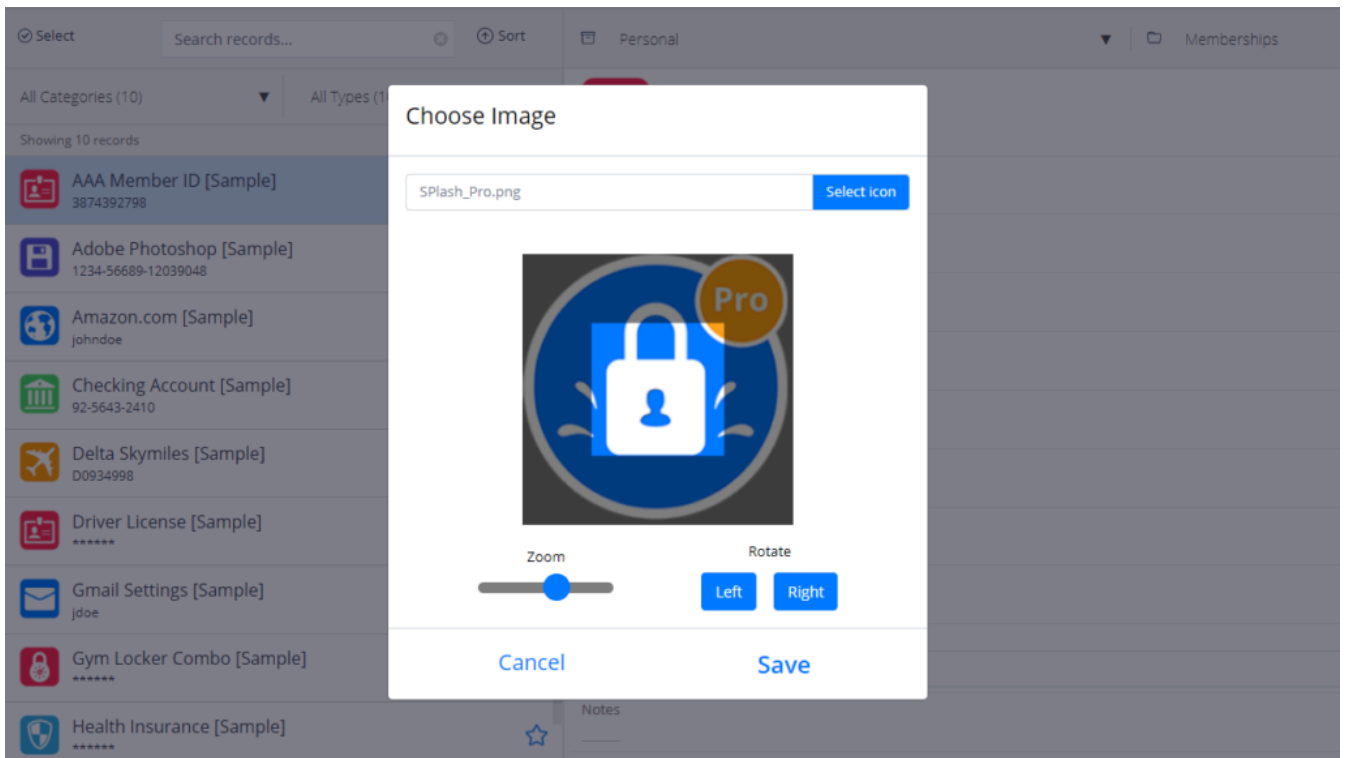 Select
Search records...
Sort
Personal
Memberships
All Categories (10)
All Types (1
Showing 10 records
AAA Member ID [Sample]
3874392798
Adobe Photoshop [Sample]
1234-56689-12039048
Amazon.com [Sample]
johndoe
Checking Account [Sample]
92-5643-2410
Delta Skymiles [Sample]
D0934998
Driver License [Sample]
******
Gmail Settings [Sample]
jdoe
Gym Locker Combo [Sample]
******
Health Insurance [Sample]
******
Choose Image
SPlash_Pro.png
Select icon
Pro
Zoom
Rotate
Left
Right
Cancel
Save
Notes